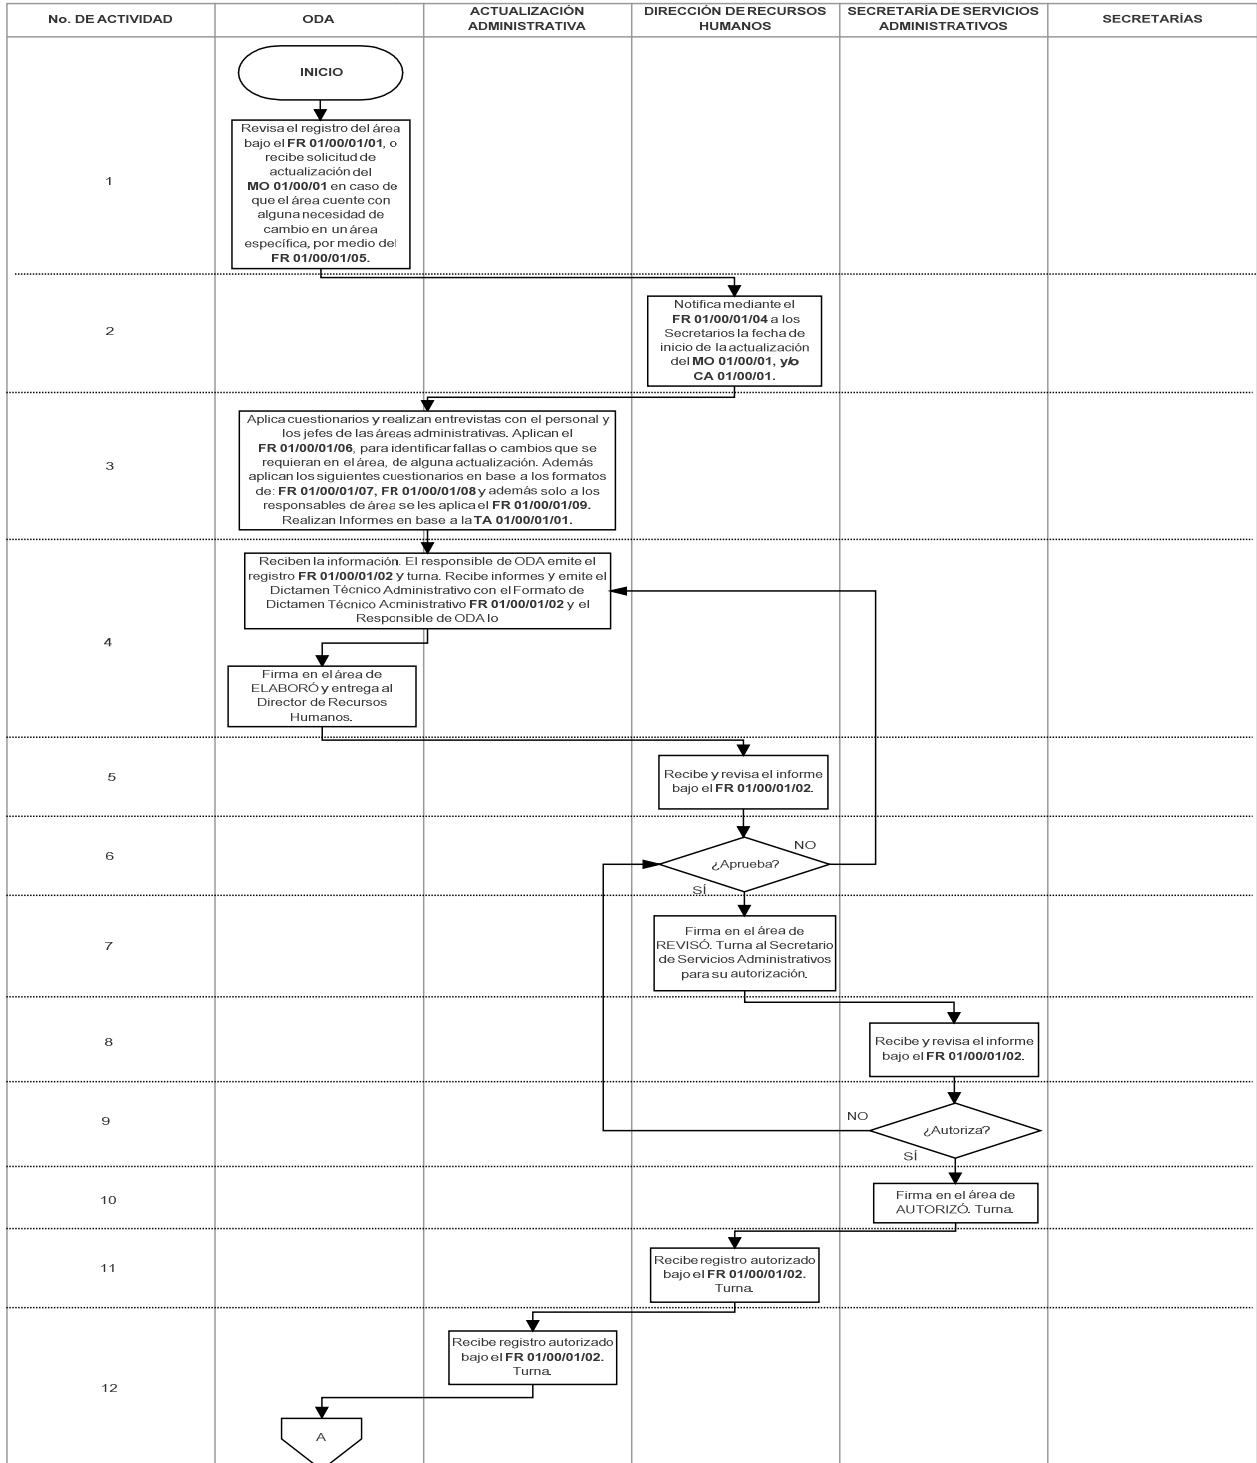 No. DE ACTIVIDAD
ODA
ACTUALIZACIÓN
ADMINISTRATIVA
DIRECCIÓN DE RECURSOS
HUMANOS
SECRETARÍA DE SERVICIOS
ADMINISTRATIVOS
SECRETARÍAS
INICIO
1
Revisa el registro del área
bajo el FR 01/00/01/01, o
recibe solicitud de
actualización del
MO 01/00/01 en caso de
que el área cuente con
alguna necesidad de
cambio en un área
específica, por medio del
FR 01/00/01/05.
2
Notifica mediante el
FR 01/00/01/04 a los
Secretarios la fecha de
inicio de la actualización
del MO 01/00/01, y/o
CA 01/00/01.
3
Aplica cuestionarios y realizan entrevistas con el personal y
los jefes de las áreas administrativas. Aplican el
FR 01/00/01/06, para identificar fallas o cambios que se
requieran en el área, de alguna actualización. Además
aplican los siguientes cuestionarios en base a los formatos
de: FR 01/00/01/07, FR 01/00/01/08 y además solo a los
responsables de área se les aplica el FR 01/00/01/09.
Realizan Informes en base a la TA 01/00/01/01.
4
Reciben la información. El responsable de ODA emite el
registro FR 01/00/01/02 y turna. Recibe informes y emite el
Dictamen Técnico Administrativo con el Formato de
Dictamen Técnico Administrativo FR 01/00/01/02 y el
Responsible de ODA lo
Firma en el área de
ELABORÓ y entrega al
Director de Recursos
Humanos.
5
Recibe y revisa el informe
bajo el FR 01/00/01/02.
6
¿Aprueba?
NO
SÍ
7
Firma en el área de
REVISÓ. Turna al Secretario
de Servicios Administrativos
para su autorización.
8
Recibe y revisa el informe
bajo el FR 01/00/01/02.
9
NO
¿Autoriza?
SÍ
10
Firma en el área de
AUTORIZÓ. Turna.
11
Recibe registro autorizado
bajo el FR 01/00/01/02.
Turna.
12
Recibe registro autorizado
bajo el FR 01/00/01/02.
Turna.
A